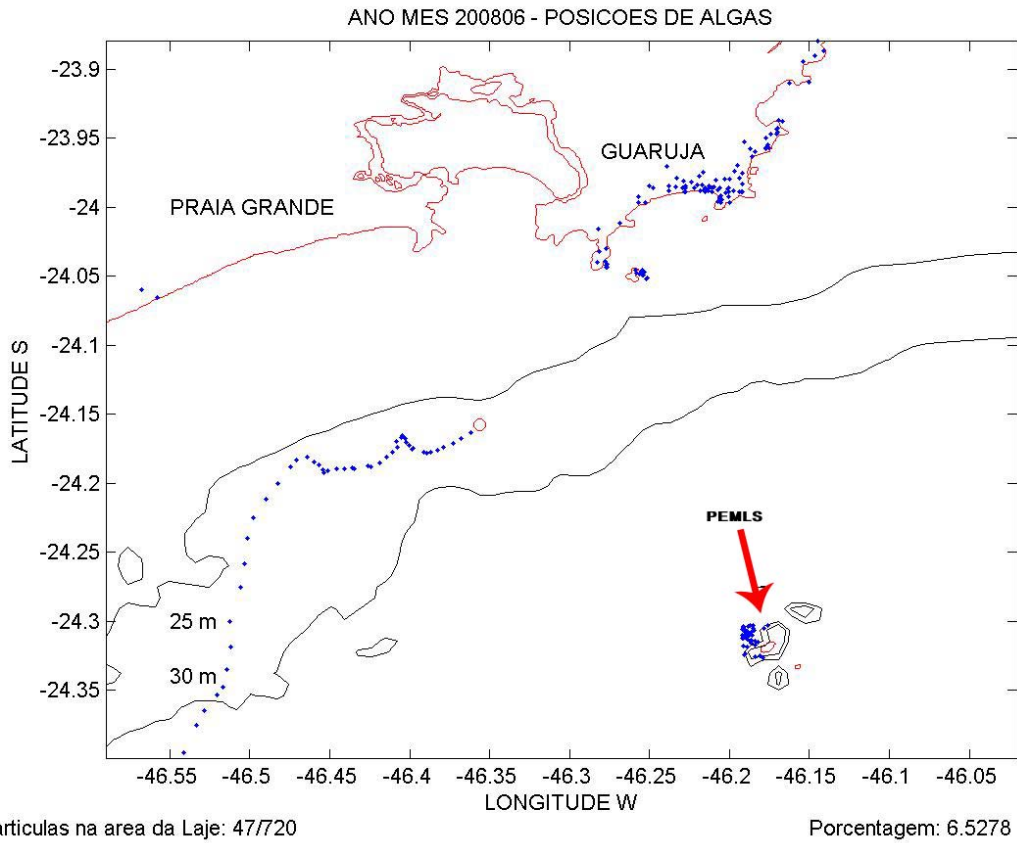 ANO MES 200806 - POSICOES DE ALGAS
-23.9
-23.95
GUARUJA
-24
PRAIA GRANDE
-24.05
-24.1
LATITUDE S
-24.15
-24.2
PEMLS
-24.25
-24.3
25 m
30 m
-24.35
-46.55 -46.5 -46.45 -46.4 -46.35 -46.3 -46.25 -46.2 -46.15 -46.1 -46.05
LONGITUDE W
articulas na area da Laje: 47/720
Porcentagem: 6.5278